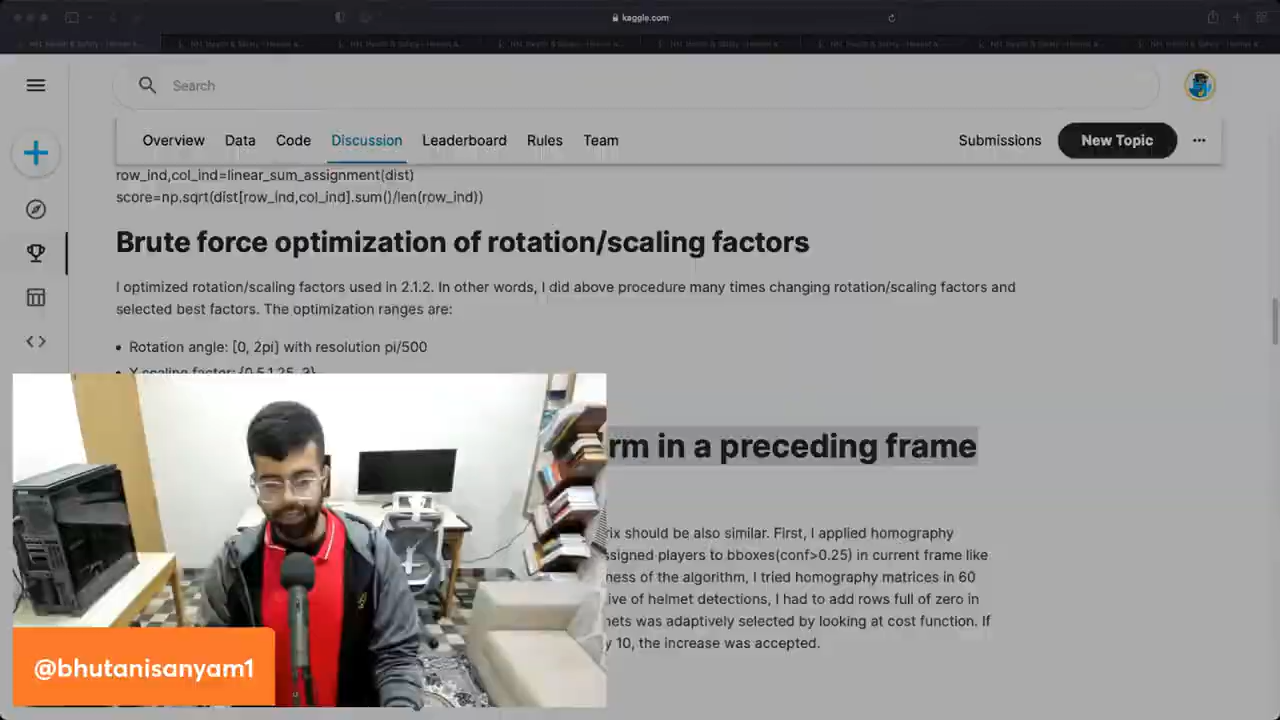 kaggle.com
Search
Overview Data Code Discussion Leaderboard Rules Team Submissions New Topic
row_ind,col_ind=linear_sum_assignment(dist)
score=np.sqrt(dist[row_ind,col_ind].sum()/len(row_ind))
Brute force optimization of rotation/scaling factors
I optimized rotation/scaling factors used in 2.1.2. In other words, I did above procedure many times changing rotation/scaling factors and
selected best factors. The optimization ranges are:
• Rotation angle: [0, 2pi] with resolution pi/500
rm in a preceding frame
rix should be also similar. First, I applied homography
ssigned players to bboxes(conf>0.25) in current frame like
ness of the algorithm, I tried homography matrices in 60
ive of helmet detections, I had to add rows full of zero in
nets was adaptively selected by looking at cost function. If
y 10, the increase was accepted.
@bhutanisanyam1